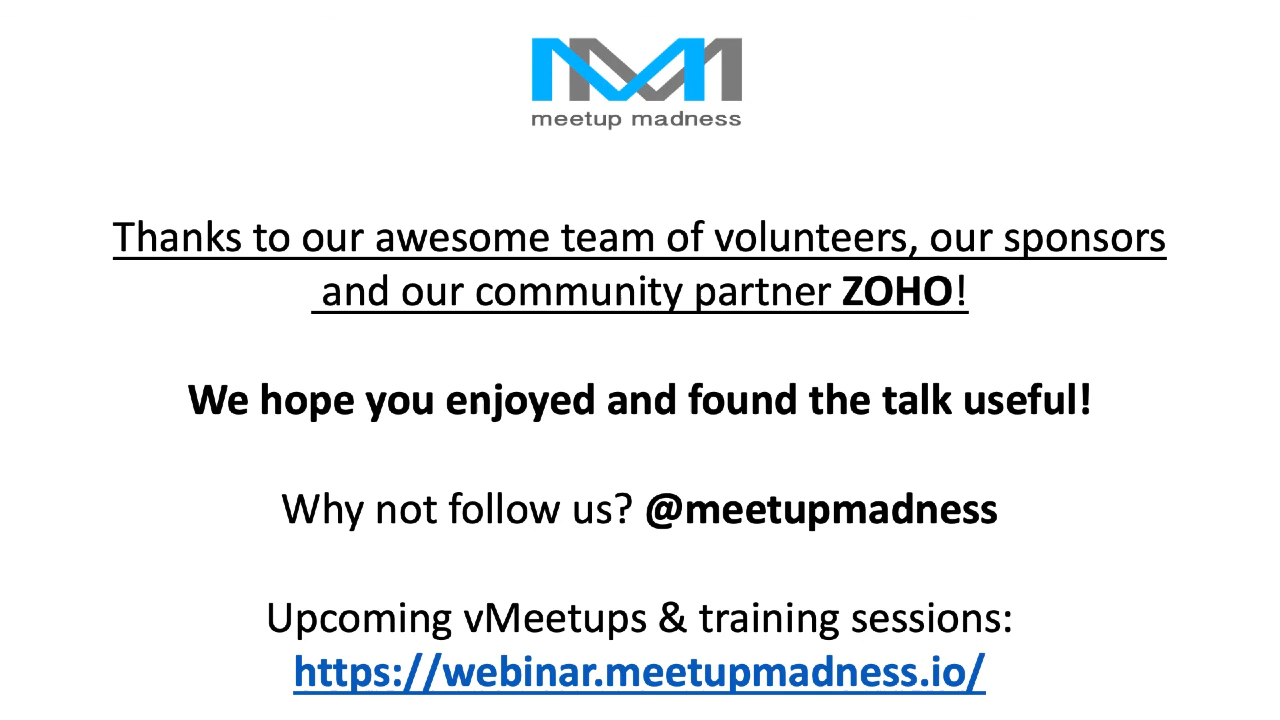 meetup madness
Thanks to our awesome team of volunteers, our sponsors
and our community partner ZOHO!
We hope you enjoyed and found the talk useful!
Why not follow us? @meetupmadness
Upcoming vMeetups & training sessions:
https://webinar.meetupmadness.io/